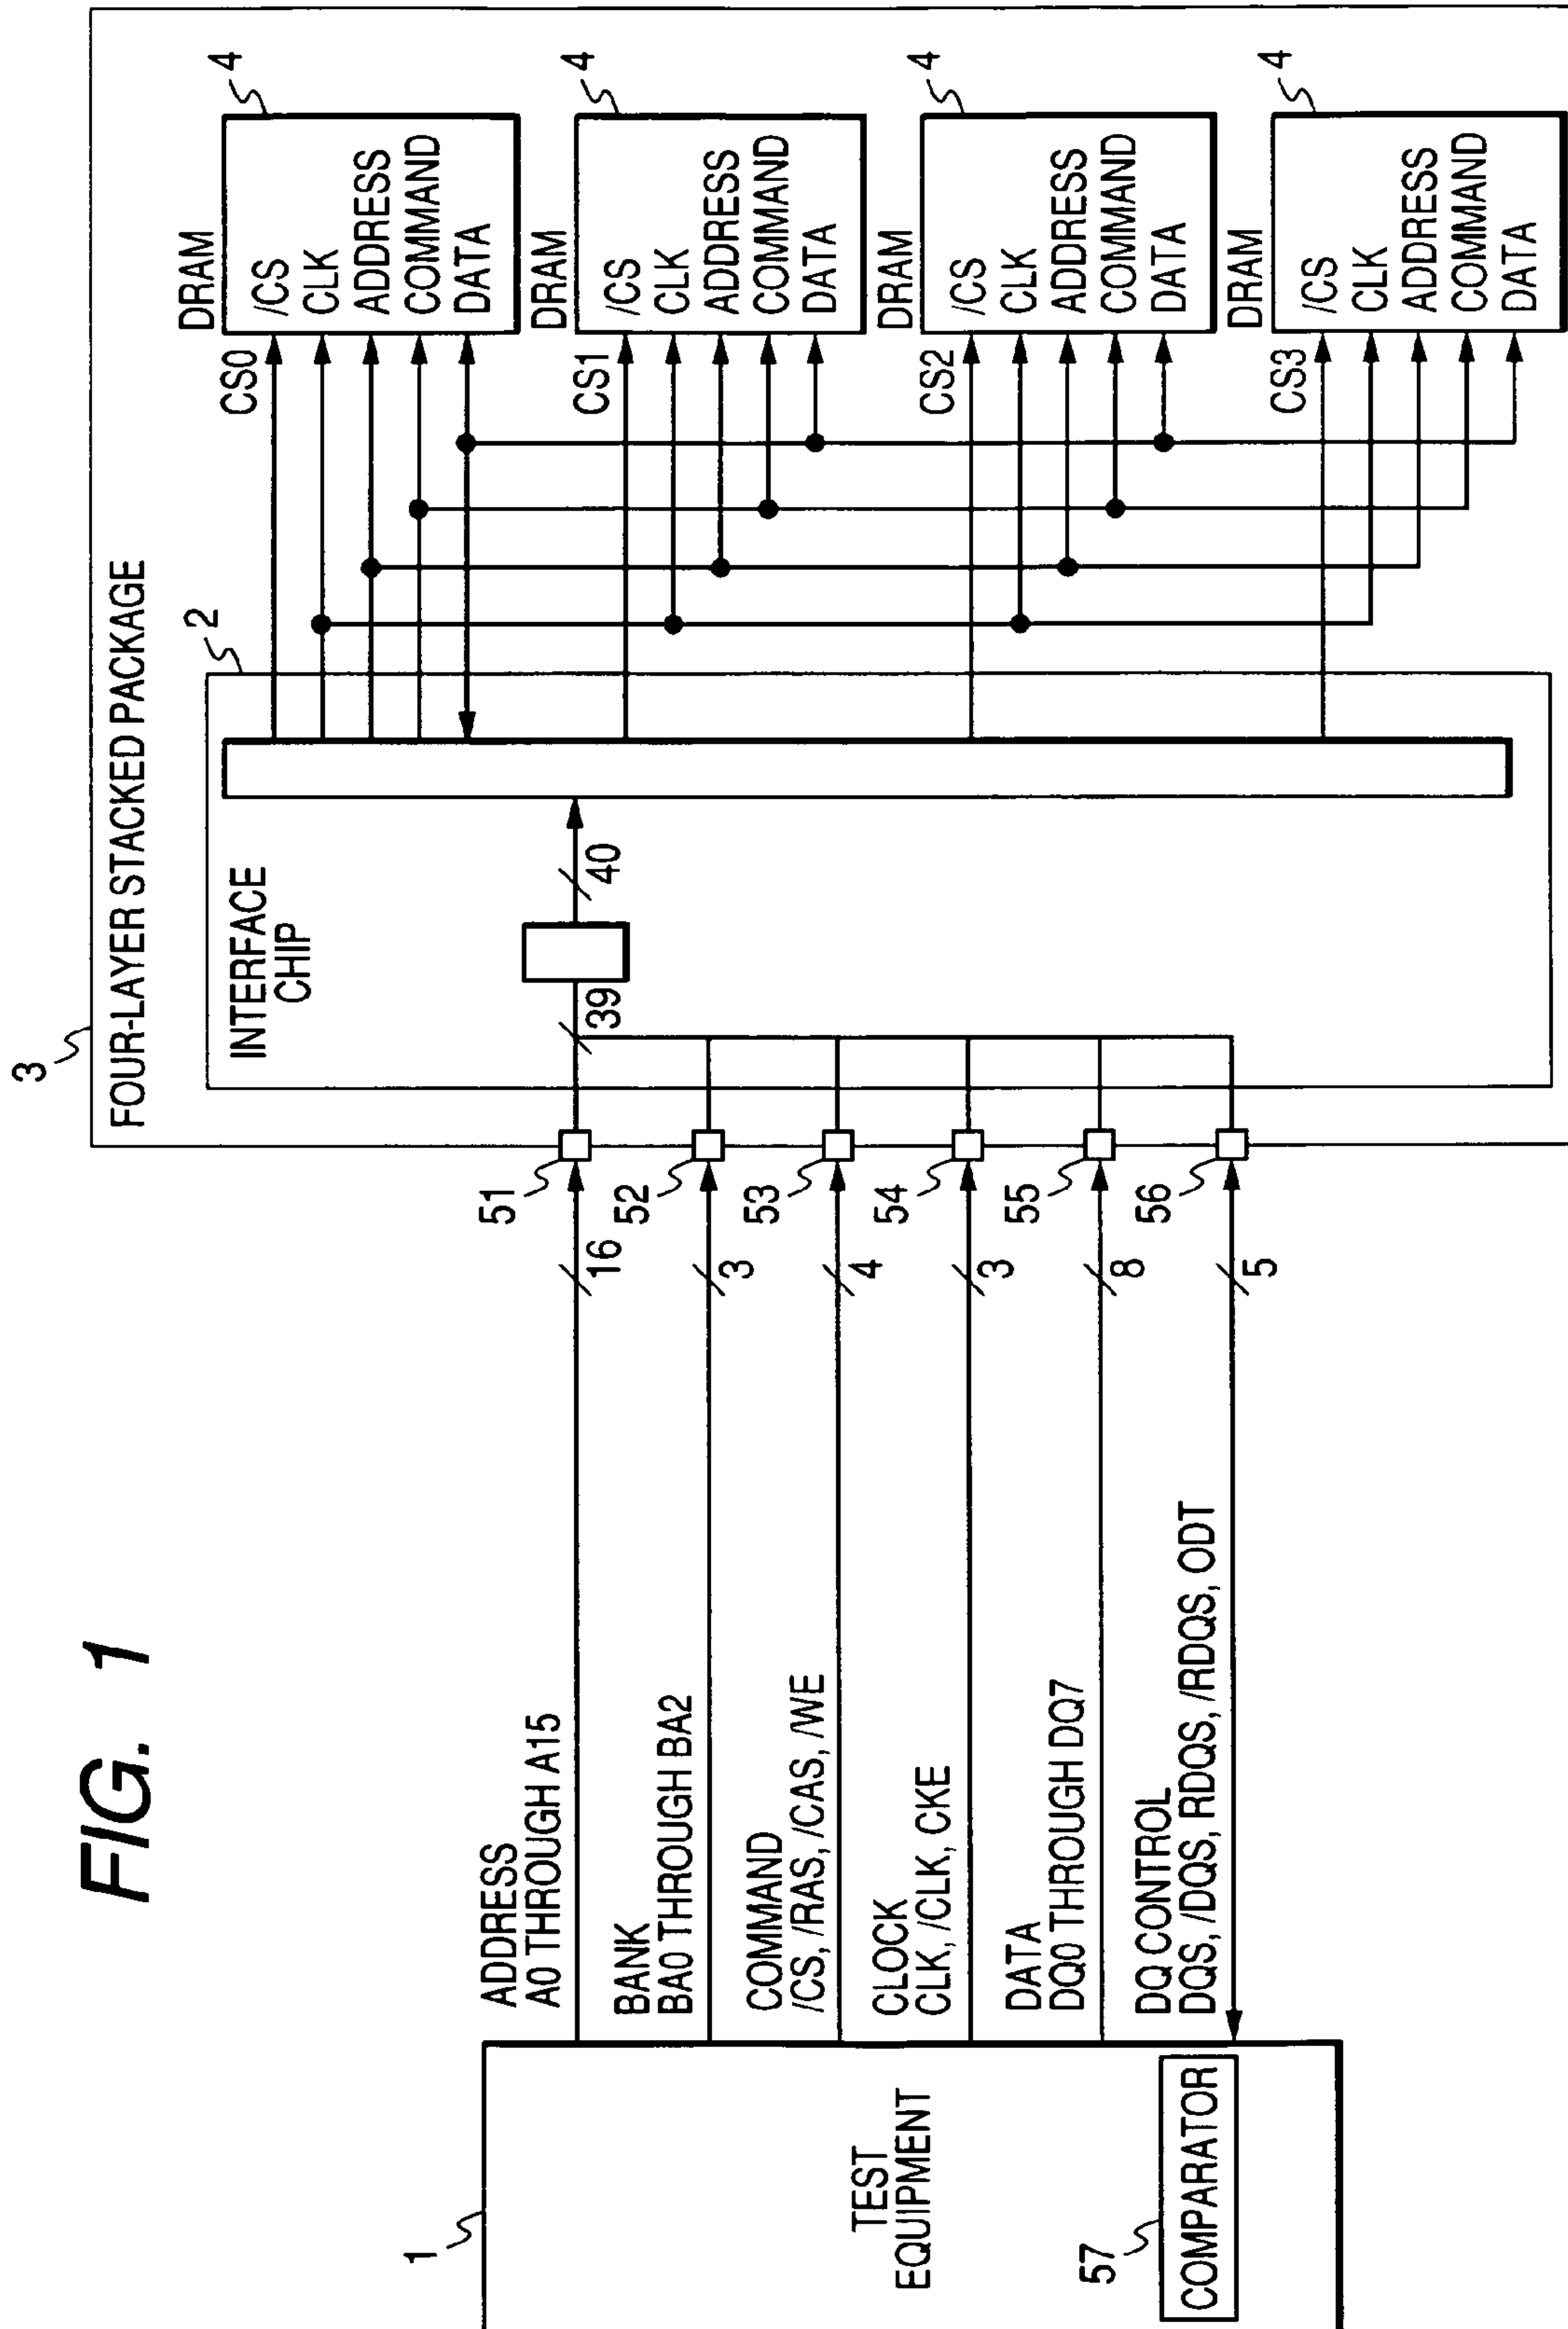 FIG. 1
3
FOUR-LAYER STACKED PACKAGE
1
TEST
EQUIPMENT
57
COMPARATOR
ADDRESS
A0 THROUGH A15
16
51
BANK
BA0 THROUGH BA2
3
52
COMMAND
/CS, /RAS, /CAS, /WE
4
53
CLOCK
CLK, /CLK, CKE
3
54
DATA
DQ0 THROUGH DQ7
8
55
DQ CONTROL
DQS, /DQS, RDQS, /RDQS, ODT
5
56
2
INTERFACE
CHIP
39
40
CS0
DRAM
4
/CS
CLK
ADDRESS
COMMAND
DATA
CS1
DRAM
4
/CS
CLK
ADDRESS
COMMAND
DATA
CS2
DRAM
4
/CS
CLK
ADDRESS
COMMAND
DATA
CS3
DRAM
4
/CS
CLK
ADDRESS
COMMAND
DATA